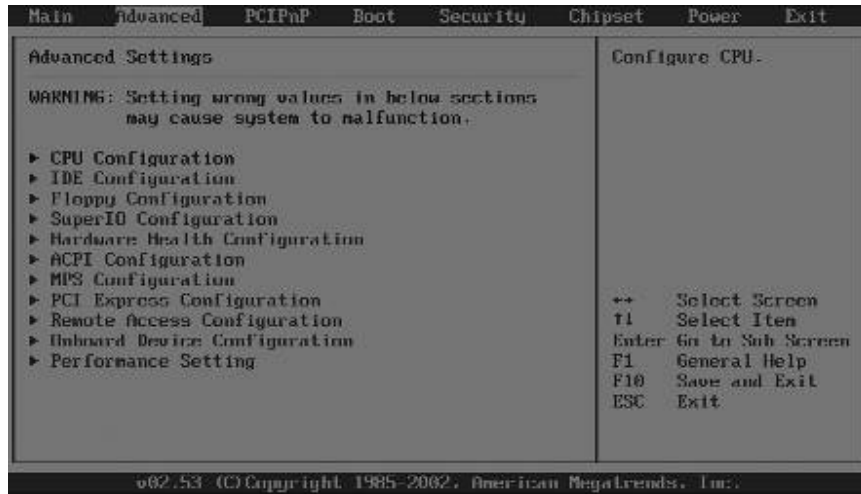 Main Advanced PCIPnP Boot Security Chipset Power Exit
Advanced Settings
WARNING: Setting wrong values in below sections
may cause system to malfunction.
► CPU Configuration
► IDE Configuration
► Floppy Configuration
► SuperIO Configuration
► Hardware Health Configuration
► ACPI Configuration
► MPS Configuration
► PCI Express Configuration
► Remote Access Configuration
► Onboard Device Configuration
► Performance Setting
Configure CPU.
↔ Select Screen
↑↓ Select Item
Enter Go to Sub Screen
F1 General Help
F10 Save and Exit
ESC Exit
v02.53 (C)Copyright 1985-2002, American Megatrends, Inc.